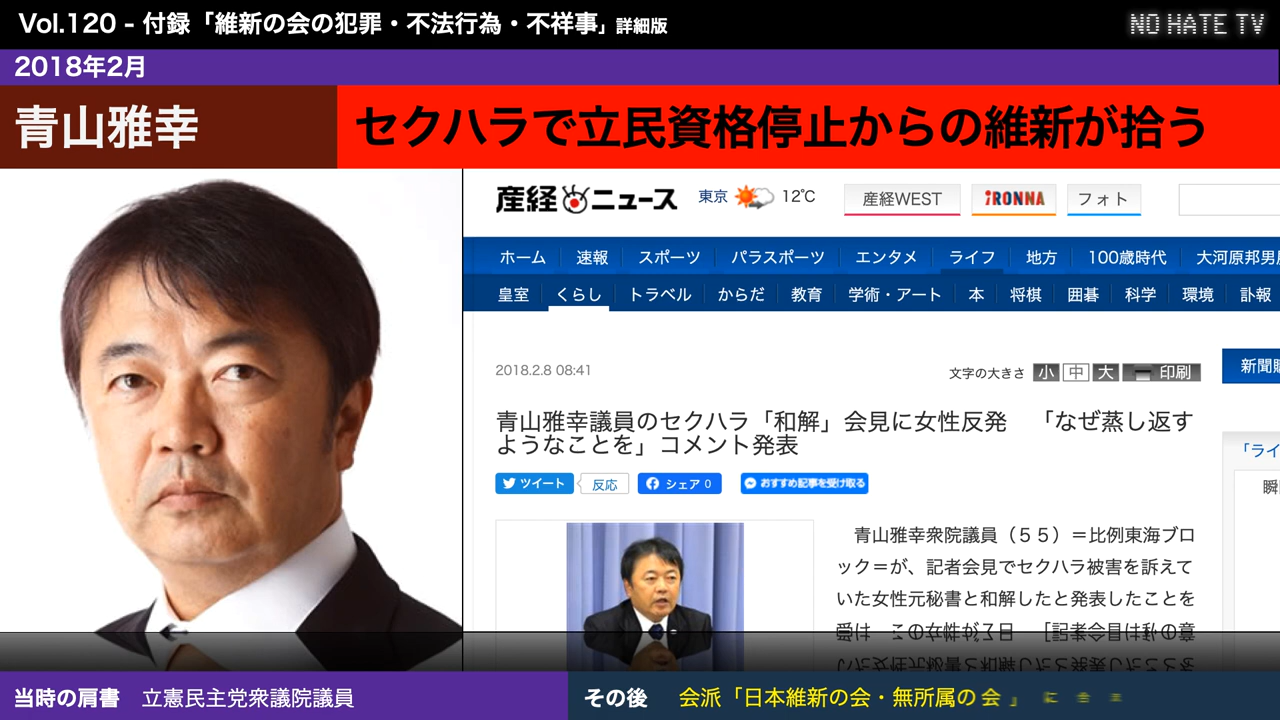 Vol.120 - 付録「維新の会の犯罪・不法行為・不祥事」詳細版
NO HATE TV
2018年2月
青山雅幸
セクハラで立民資格停止からの維新が拾う
産経ニュース
東京
12℃
産経WEST
iRONNA
フォト
ホーム 速報 スポーツ パラスポーツ エンタメ ライフ 地方 100歳時代 大河原邦男
皇室 くらし トラベル からだ 教育 学術・アート 本 将棋 囲碁 科学 環境 訃報
2018.2.8 08:41
文字の大きさ 小 中 大 印刷
新聞
青山雅幸議員のセクハラ「和解」会見に女性反発 「なぜ蒸し返す
ようなことを」コメント発表
「ライ
ツイート 反応 シェア 0 おすすめ記事を受け取る
瞬
青山雅幸衆院議員（５５）＝比例東海ブロ
ック＝が、記者会見でセクハラ被害を訴えて
いた女性元秘書と和解したと発表したことを
当時の肩書 立憲民主党衆議院議員
その後 会派「日本維新の会・無所属の会」